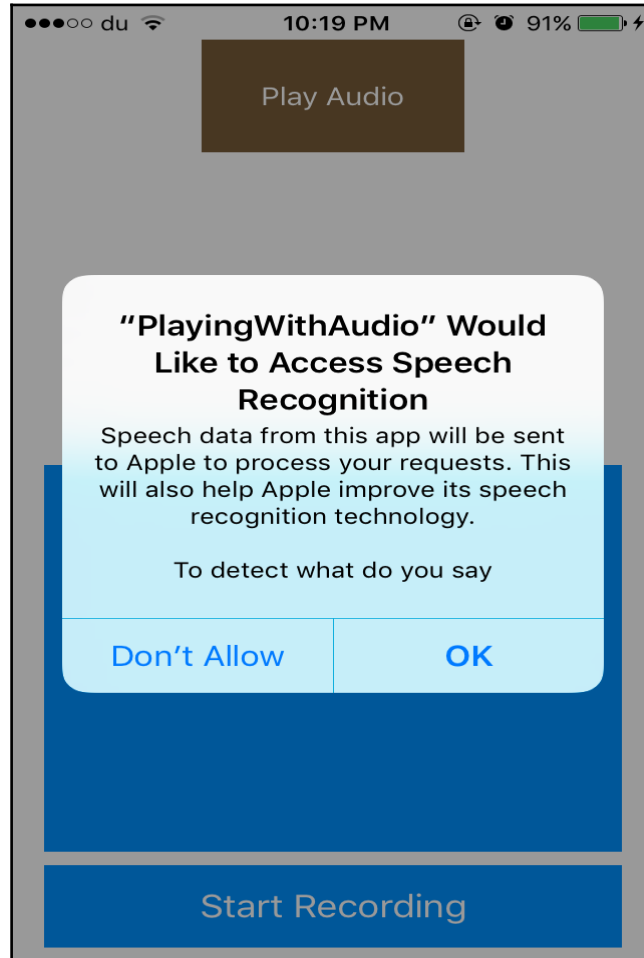 du 10:19 PM 91%
Play Audio
“PlayingWithAudio” Would
Like to Access Speech
Recognition
Speech data from this app will be sent
to Apple to process your requests. This
will also help Apple improve its speech
recognition technology.
To detect what do you say
Don’t Allow OK
Start Recording